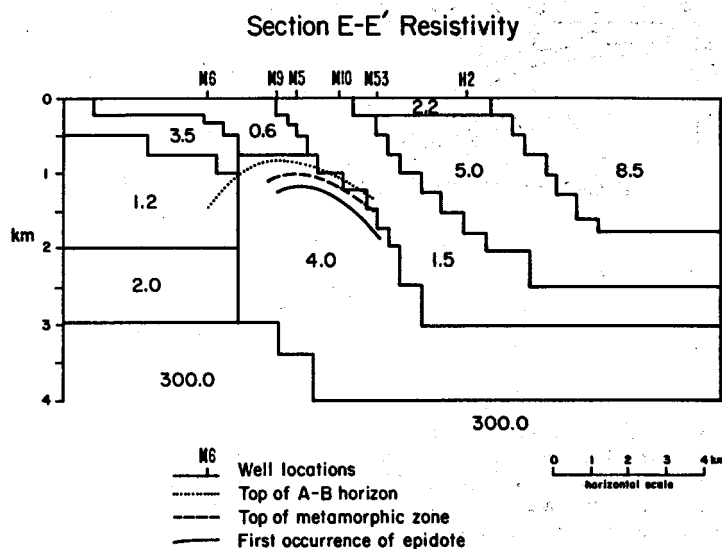 Section E-E' Resistivity
M6 M9 M5 M10 M53 H2
0
2.2
3.5 0.6
5.0 8.5
1
1.2
km
2
2.0 4.0 1.5
3
300.0
4
300.0
M6
Well locations
Top of A-B horizon
Top of metamorphic zone
First occurrence of epidote
0 1 2 3 4 km
horizontal scale